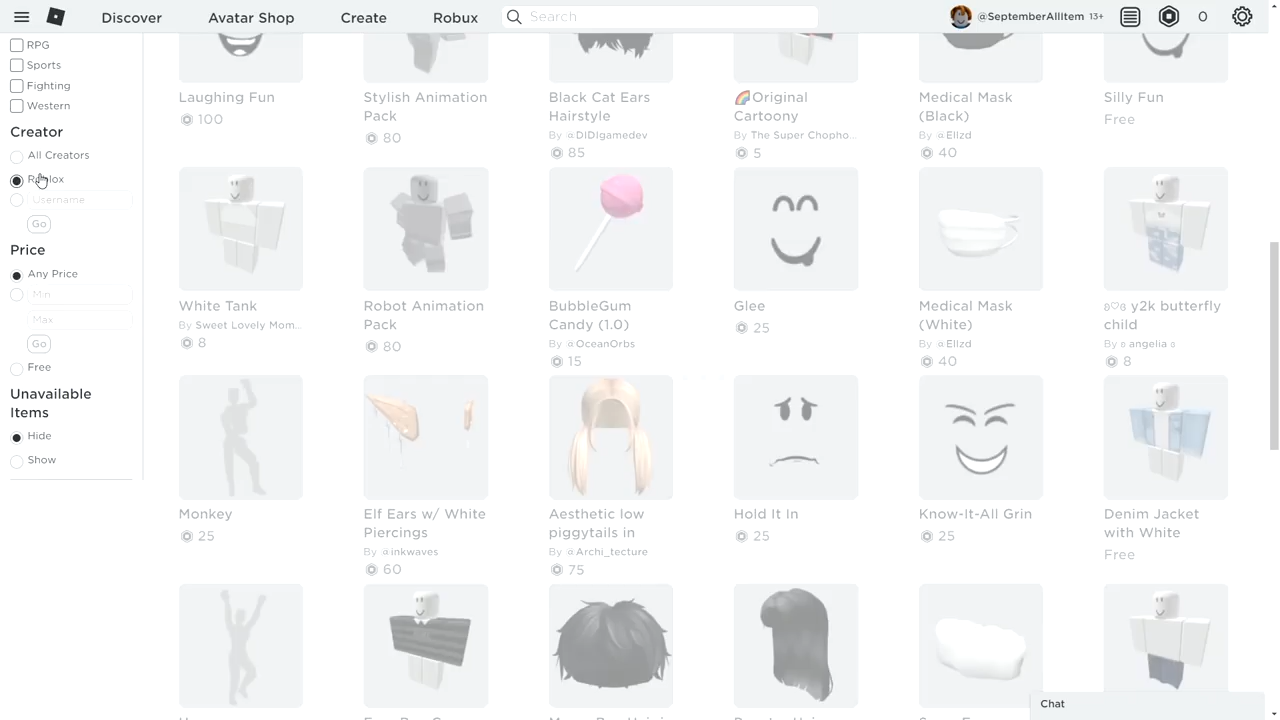 Discover
Avatar Shop
Create
Robux
Search
@SeptemberAllItem 13+
0
RPG
Sports
Fighting
Western
Creator
All Creators
Roblox
Username
Go
Price
Any Price
Min
Max
Go
Free
Unavailable
Items
Hide
Show
Laughing Fun
100
Stylish Animation
Pack
80
Black Cat Ears
Hairstyle
By @DIDIgamedev
85
🌈Original
Cartoony
By The Super Chopho...
5
Medical Mask
(Black)
By @Ellzd
40
Silly Fun
Free
White Tank
By Sweet Lovely Mom...
8
Robot Animation
Pack
80
BubbleGum
Candy (1.0)
By @OceanOrbs
15
Glee
25
Medical Mask
(White)
By @Ellzd
40
ʚ♡ɞ y2k butterfly
child
By ʚ angelia ɞ
8
Monkey
25
Elf Ears w/ White
Piercings
By @inkwaves
60
Aesthetic low
piggytails in
By @Archi_tecture
75
Hold It In
25
Know-It-All Grin
25
Denim Jacket
with White
Free
Chat